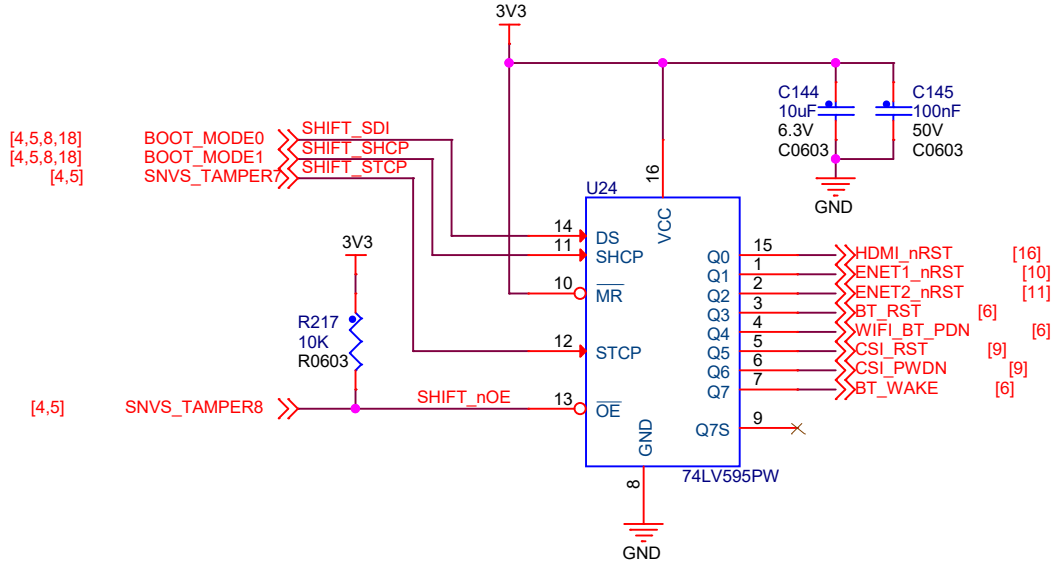 3V3
C144
10uF
6.3V
C0603
C145
100nF
50V
C0603
GND
[4,5,8,18] BOOT_MODE0 SHIFT_SDI
[4,5,8,18] BOOT_MODE1 SHIFT_SHCP
[4,5] SNVS_TAMPER7 SHIFT_STCP
16
U24
VCC
14 DS
11 SHCP
10 MR
12 STCP
13 OE
3V3
R217
10K
R0603
[4,5] SNVS_TAMPER8 SHIFT_nOE
Q0 15 HDMI_nRST [16]
Q1 1 ENET1_nRST [10]
Q2 2 ENET2_nRST [11]
Q3 3 BT_RST [6]
Q4 4 WIFI_BT_PDN [6]
Q5 5 CSI_RST [9]
Q6 6 CSI_PWDN [9]
Q7 7 BT_WAKE [6]
Q7S 9
GND
8
74LV595PW
GND